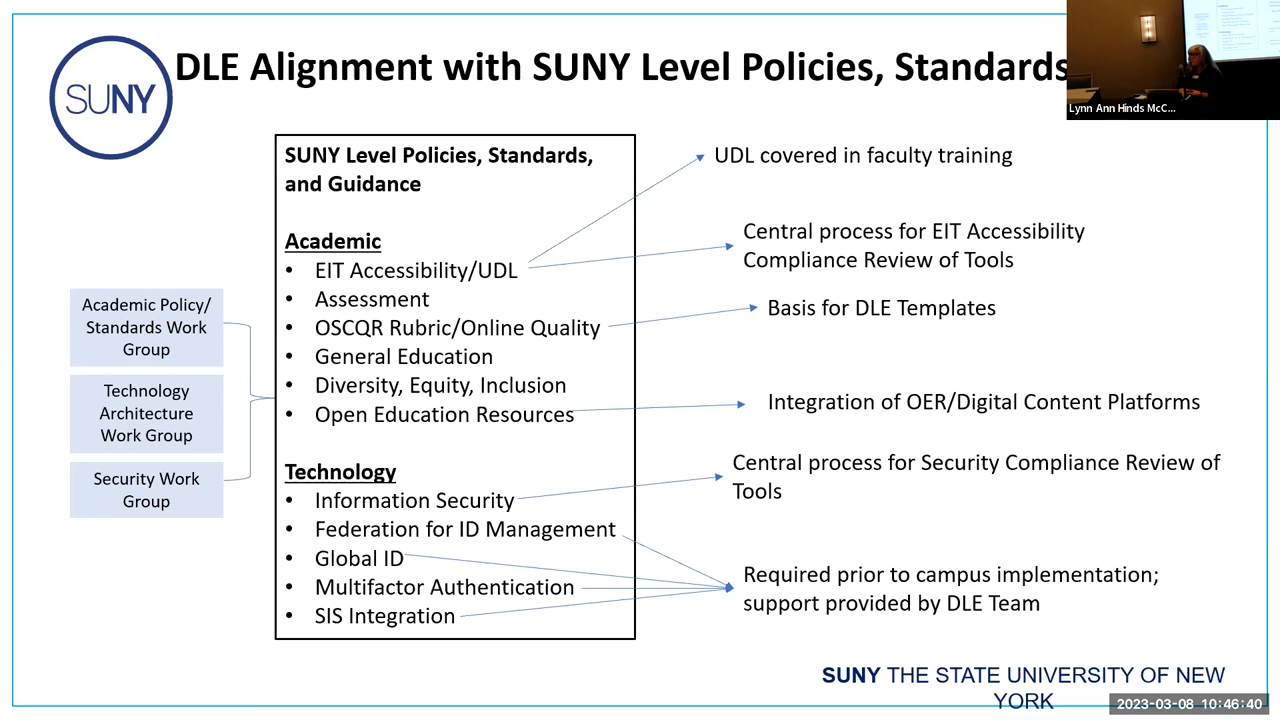 SUNY
DLE Alignment with SUNY Level Policies, Standards
Lynn Ann Hinds McC...
SUNY Level Policies, Standards,
and Guidance
Academic
• EIT Accessibility/UDL
• Assessment
• OSCQR Rubric/Online Quality
• General Education
• Diversity, Equity, Inclusion
• Open Education Resources
Technology
• Information Security
• Federation for ID Management
• Global ID
• Multifactor Authentication
• SIS Integration
Academic Policy/
Standards Work
Group
Technology
Architecture
Work Group
Security Work
Group
UDL covered in faculty training
Central process for EIT Accessibility
Compliance Review of Tools
Basis for DLE Templates
Integration of OER/Digital Content Platforms
Central process for Security Compliance Review of
Tools
Required prior to campus implementation;
support provided by DLE Team
SUNY THE STATE UNIVERSITY OF NEW
YORK
2023-03-08 10:46:40